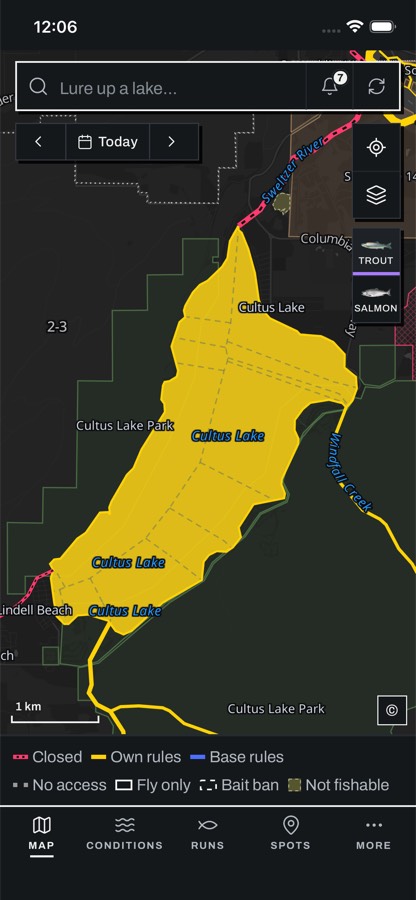 12:06
Lure up a lake...
7
Today
Sweltzer River
Columbia
TROUT
SALMON
2-3
Cultus Lake
Cultus Lake Park
Cultus Lake
Windfall Creek
Cultus Lake
Lindell Beach
Cultus Lake
Cultus Lake Park
1 km
©
Closed
Own rules
Base rules
No access
Fly only
Bait ban
Not fishable
MAP
CONDITIONS
RUNS
SPOTS
MORE